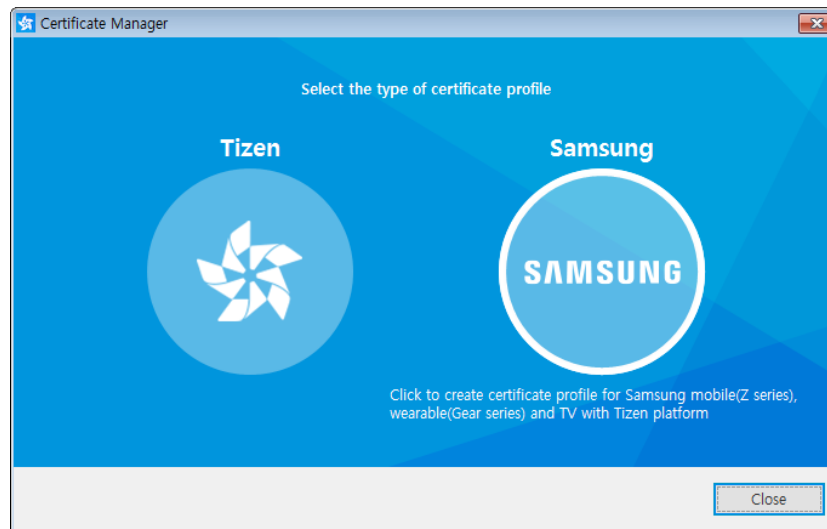 Certificate Manager
Select the type of certificate profile
Tizen
Samsung
SAMSUNG
Click to create certificate profile for Samsung mobile(Z series),
wearable(Gear series) and TV with Tizen platform
Close